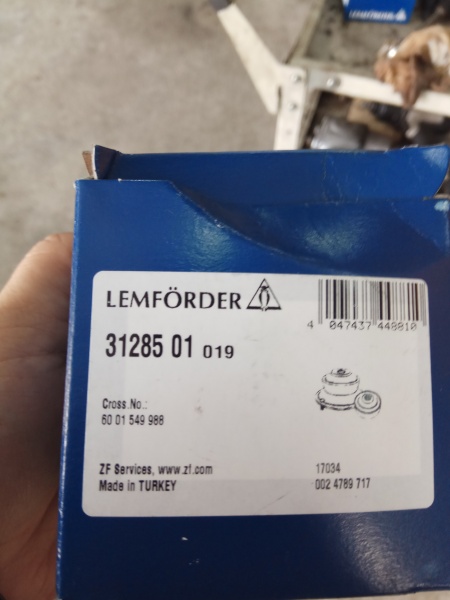 LEMFÖRDER
LEMFÖRDER
4 047437 448810
31285 01 019
Cross.No.:
60 01 549 988
ZF Services, www.zf.com
17034
Made in TURKEY
002 4789 717